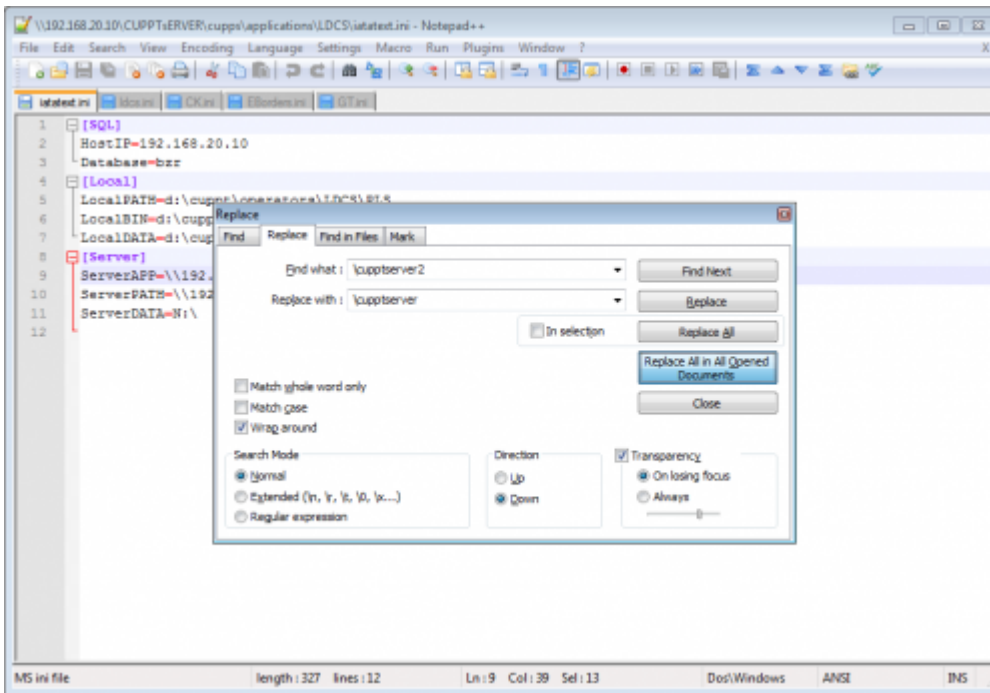 \\192.168.20.10\CUPPTsERVER\cupps\applications\LDCS\iatatext.ini - Notepad++
File Edit Search View Encoding Language Settings Macro Run Plugins Window ? X
iatatext.ini ldcs.ini CK.ini EBorders.ini GT.ini
1 [SQL]
2 HostIP=192.168.20.10
3 Database=bzr
4 [Local]
5 LocalPATH=d:\cuppt\operators\LDCS\RLS
6 LocalBIN=d:\cupp
7 LocalDATA=d:\cup
8 [Server]
9 ServerAPP=\\192.
10 ServerPATH=\\192
11 ServerDATA=N:\
12
Replace
Find Replace Find in Files Mark
Find what : \cupptserver2 Find Next
Replace with : \cupptserver Replace
In selection Replace All
Replace All in All Opened
Documents
Match whole word only
Match case Close
Wrap around
Search Mode Direction Transparency
Normal Up On losing focus
Extended (\n, \r, \t, \0, \x...) Down Always
Regular expression
MS ini file length : 327 lines : 12 Ln : 9 Col : 39 Sel : 13 Dos\Windows ANSI INS